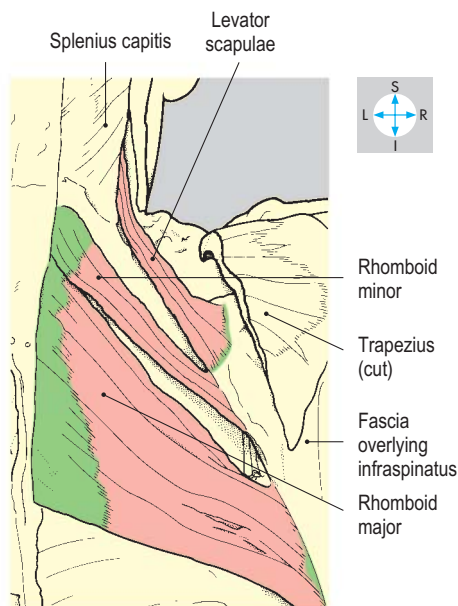 Splenius capitis
Levator
scapulae
S
L R
I
Rhomboid
minor
Trapezius
(cut)
Fascia
overlying
infraspinatus
Rhomboid
major